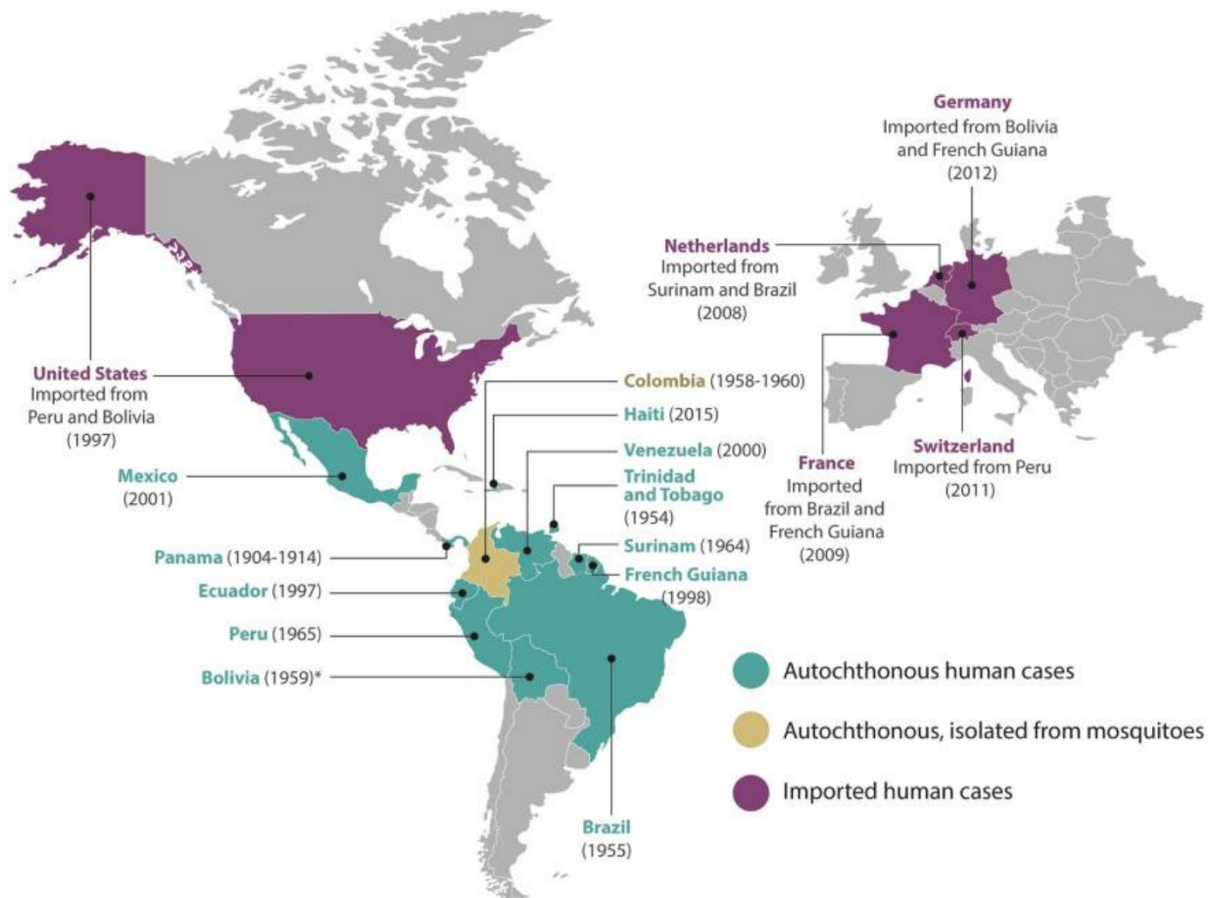 Germany
Imported from Bolivia
and French Guiana
(2012)
Netherlands
Imported from
Surinam and Brazil
(2008)
United States
Imported from
Peru and Bolivia
(1997)
Colombia (1958-1960)
Haiti (2015)
Venezuela (2000)
Trinidad
and Tobago
(1954)
Surinam (1964)
French Guiana
(1998)
France
Imported
from Brazil and
French Guiana
(2009)
Switzerland
Imported from Peru
(2011)
Mexico
(2001)
Panama (1904-1914)
Ecuador (1997)
Peru (1965)
Bolivia (1959)*
Brazil
(1955)
Autochthonous human cases
Autochthonous, isolated from mosquitoes
Imported human cases